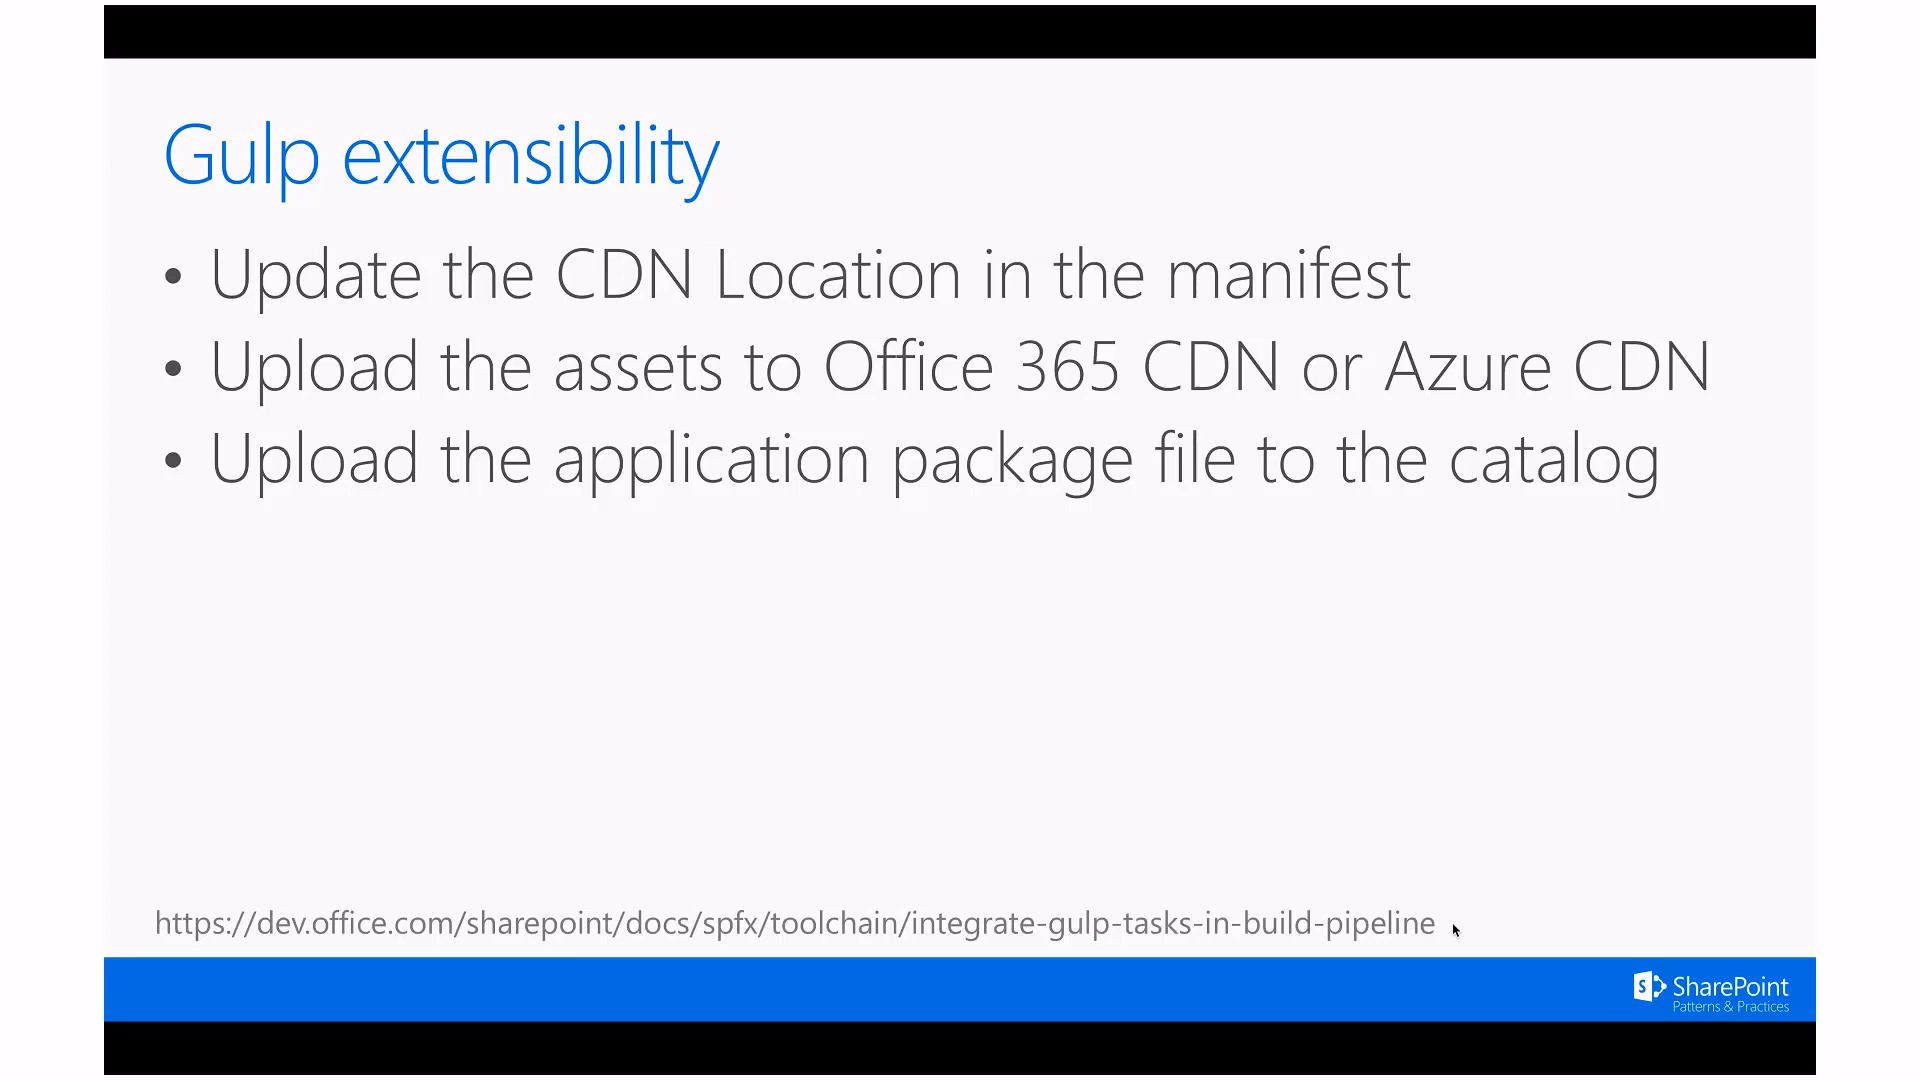 Gulp extensibility
• Update the CDN Location in the manifest
• Upload the assets to Office 365 CDN or Azure CDN
• Upload the application package file to the catalog
https://dev.office.com/sharepoint/docs/spfx/toolchain/integrate-gulp-tasks-in-build-pipeline
S SharePoint
Patterns & Practices